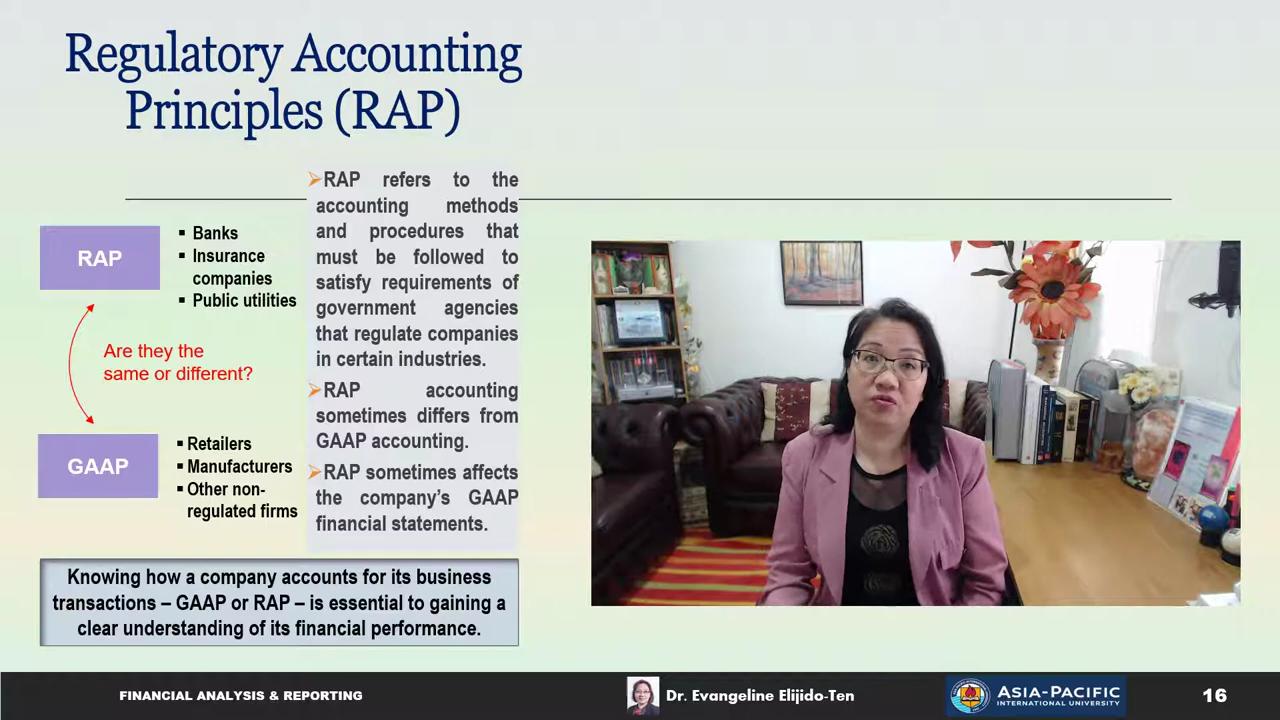 Regulatory Accounting
Principles (RAP)
RAP
▪ Banks
▪ Insurance
companies
▪ Public utilities
Are they the
same or different?
GAAP
▪ Retailers
▪ Manufacturers
▪ Other non-
regulated firms
➢RAP refers to the
accounting methods
and procedures that
must be followed to
satisfy requirements of
government agencies
that regulate companies
in certain industries.
➢RAP accounting
sometimes differs from
GAAP accounting.
➢RAP sometimes affects
the company’s GAAP
financial statements.
Knowing how a company accounts for its business
transactions – GAAP or RAP – is essential to gaining a
clear understanding of its financial performance.
FINANCIAL ANALYSIS & REPORTING
Dr. Evangeline Elijido-Ten
ASIA-PACIFIC
INTERNATIONAL UNIVERSITY
16